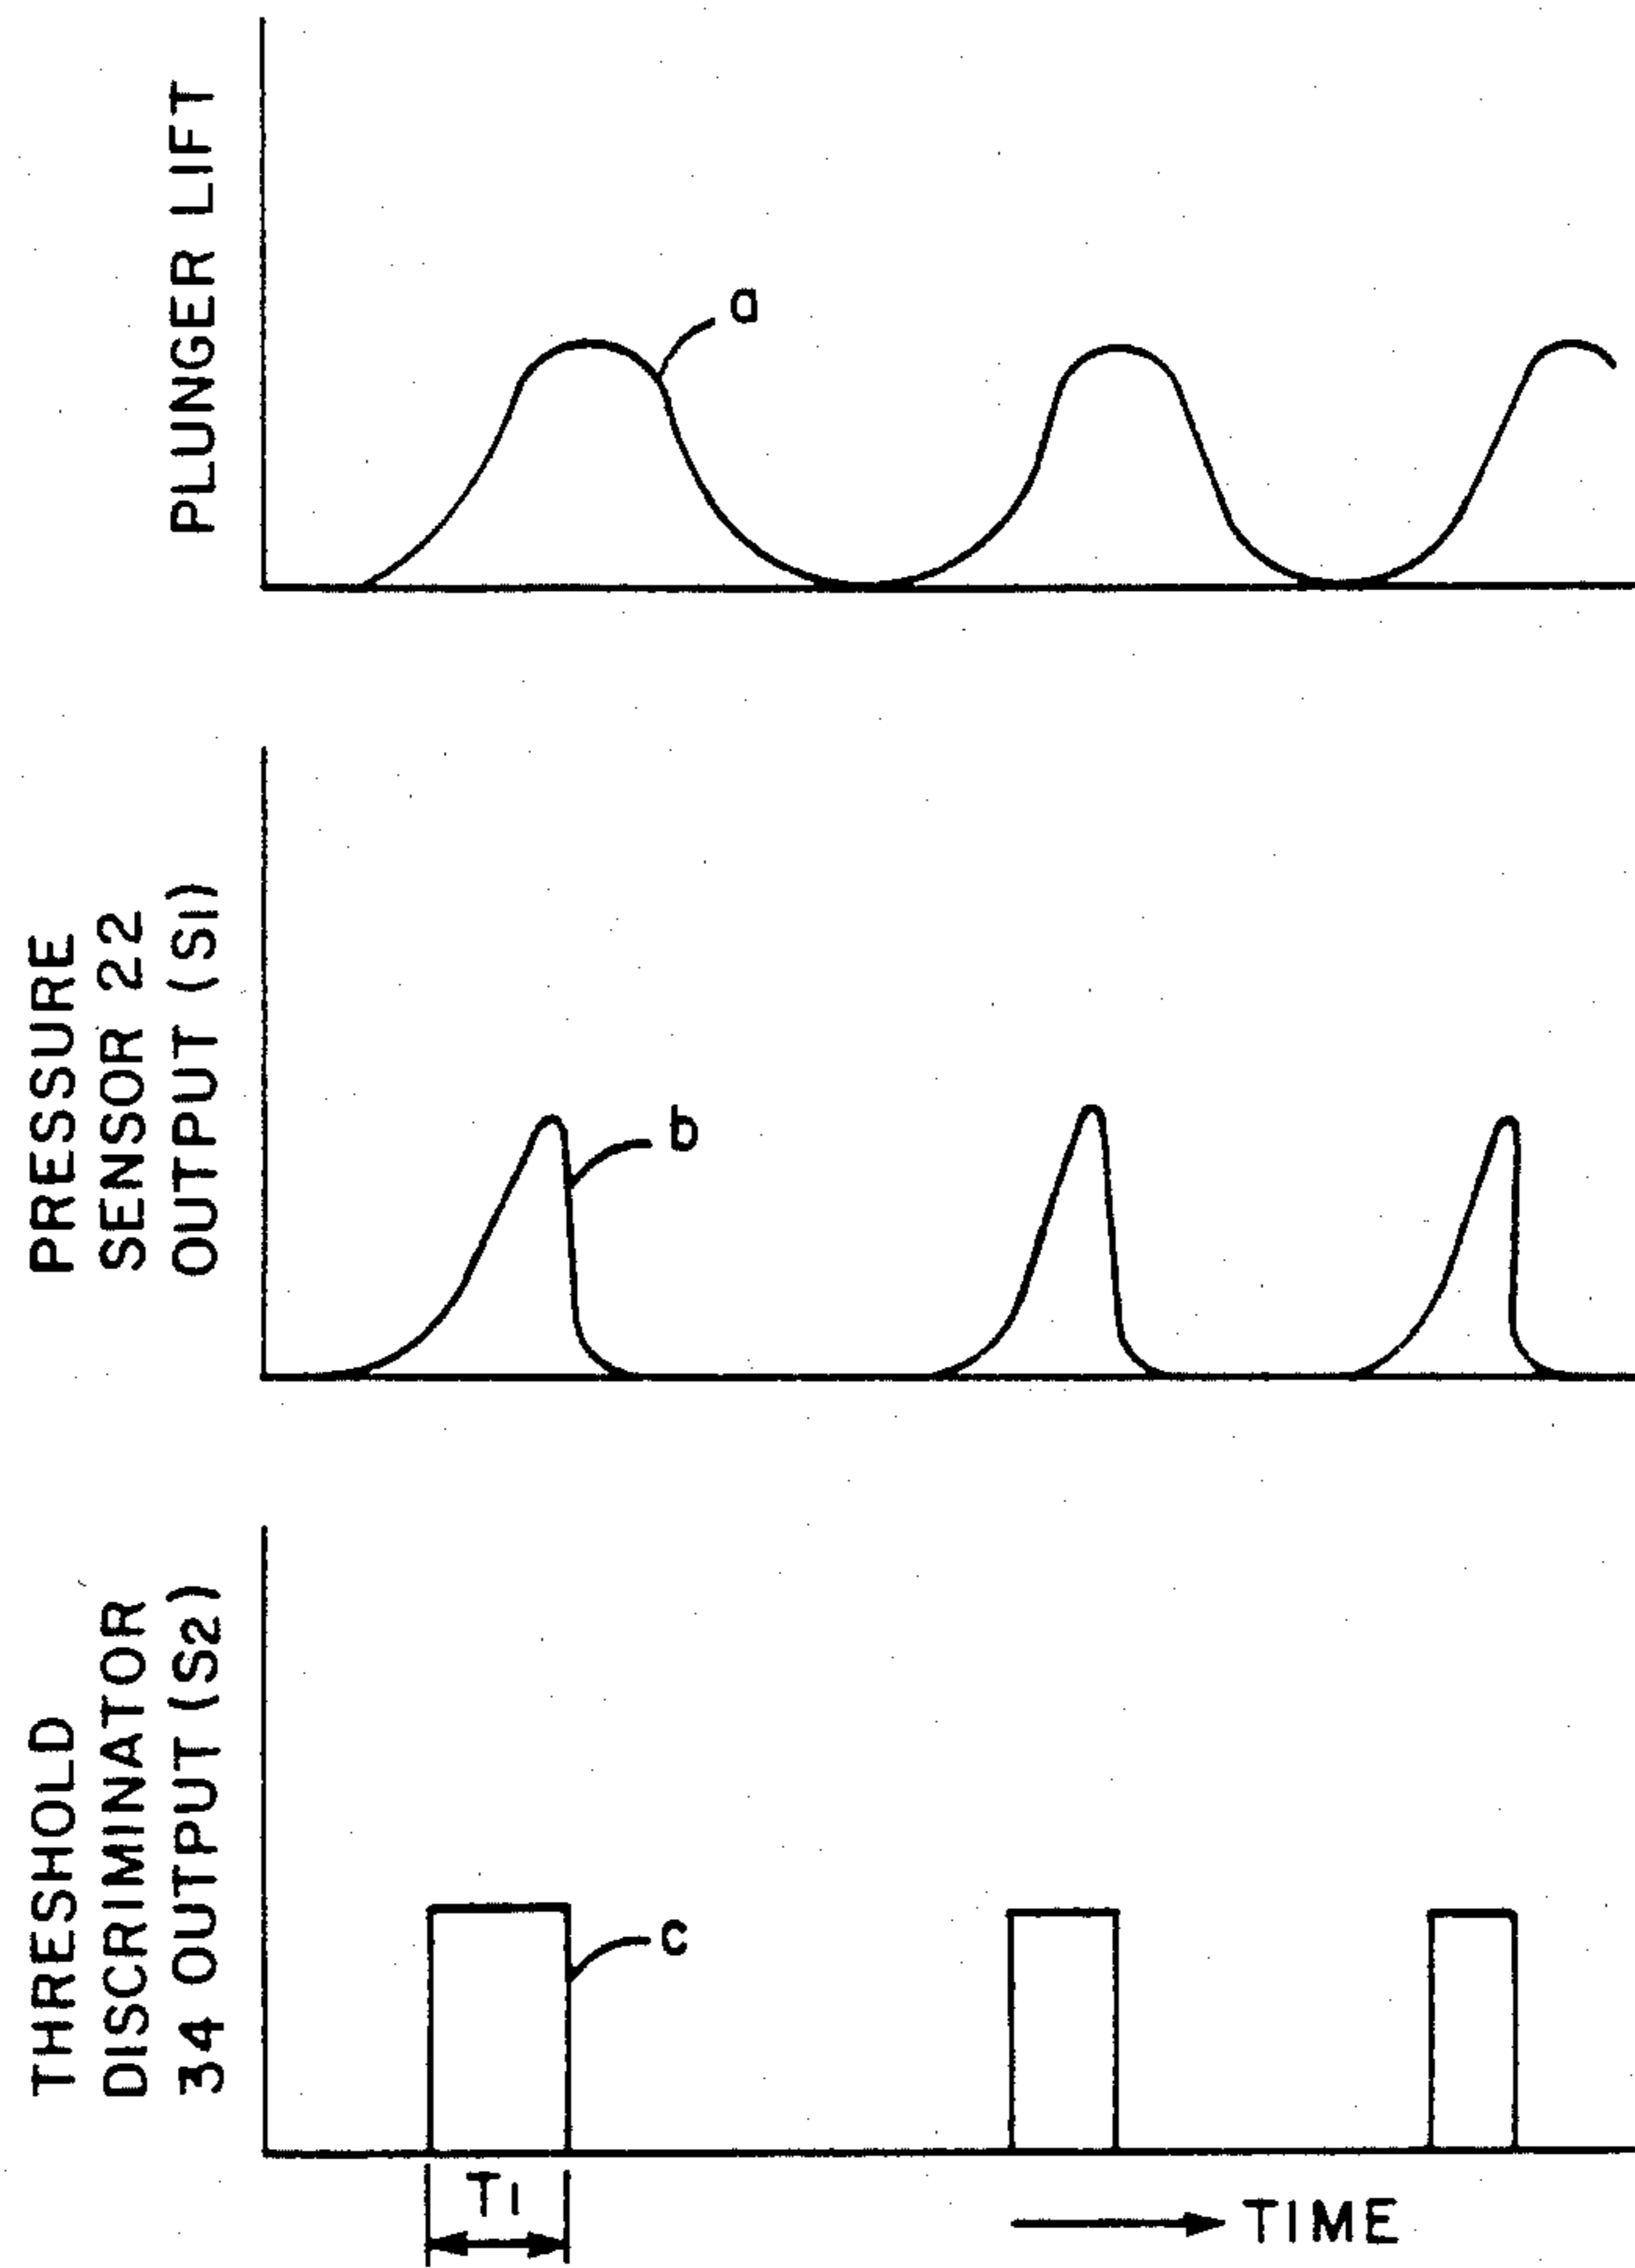 PLUNGER LIFT
a
PRESSURE
SENSOR 22
OUTPUT (S1)
b
THRESHOLD
DISCRIMINATOR
34 OUTPUT (S2)
c
T1
TIME